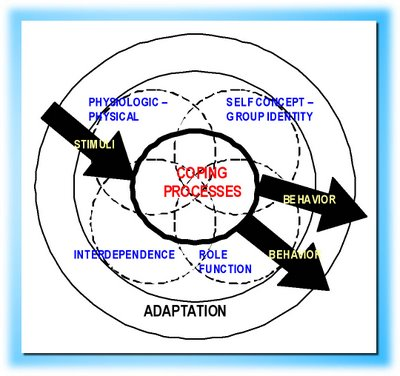 PHYSIOLOGIC –
PHYSICAL
SELF CONCEPT –
GROUP IDENTITY
STIMULI
COPING
PROCESSES
BEHAVIOR
INTERDEPENDENCE
ROLE
FUNCTION
BEHAVIOR
ADAPTATION